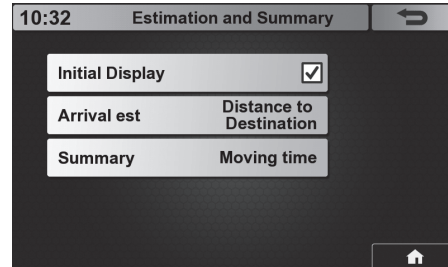 10:32 Estimation and Summary
Initial Display
Arrival est Distance to
Destination
Summary Moving time